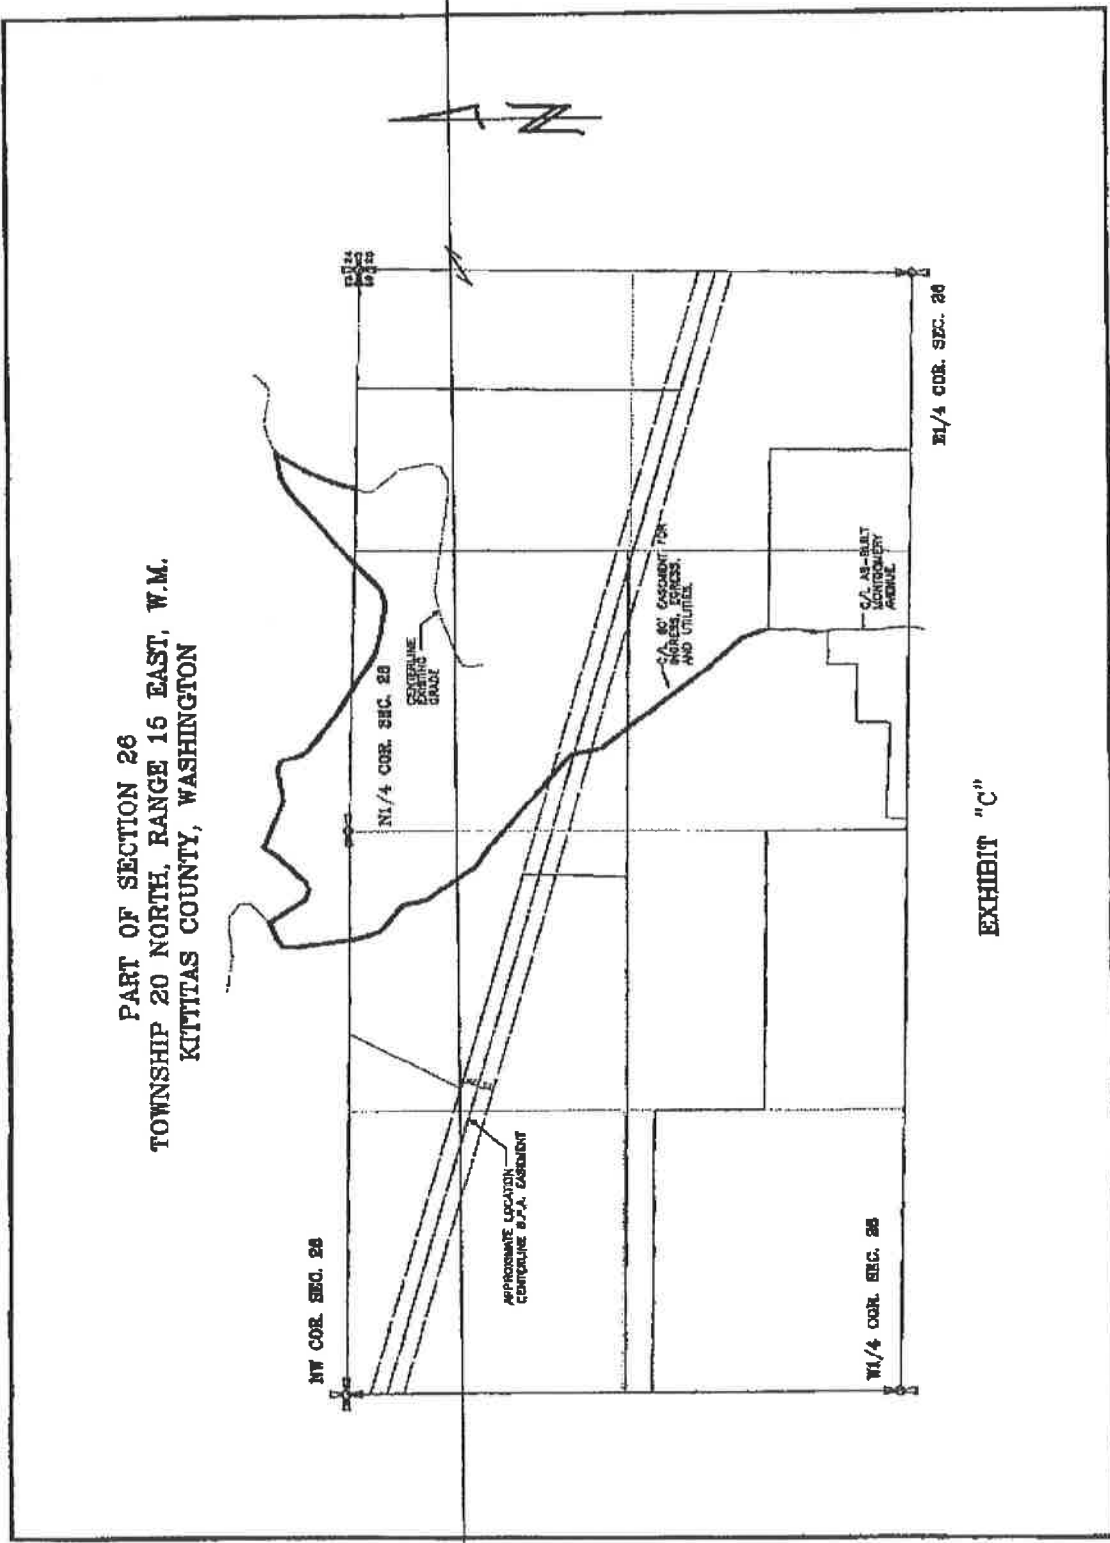 PART OF SECTION 26
TOWNSHIP 20 NORTH, RANGE 15 EAST, W.M.
KITTITAS COUNTY, WASHINGTON
N
NW COR. SEC. 26
N1/4 COR. SEC. 26
CENTERLINE
EXISTING
GRADE
APPROXIMATE LOCATION
CENTERLINE B.P.A. EASEMENT
C/L 60' EASEMENT FOR
INGRESS, EGRESS,
AND UTILITIES.
C/L AS-BUILT
MONTGOMERY
AVENUE
W1/4 COR. SEC. 26
E1/4 COR. SEC. 26
EXHIBIT "C"